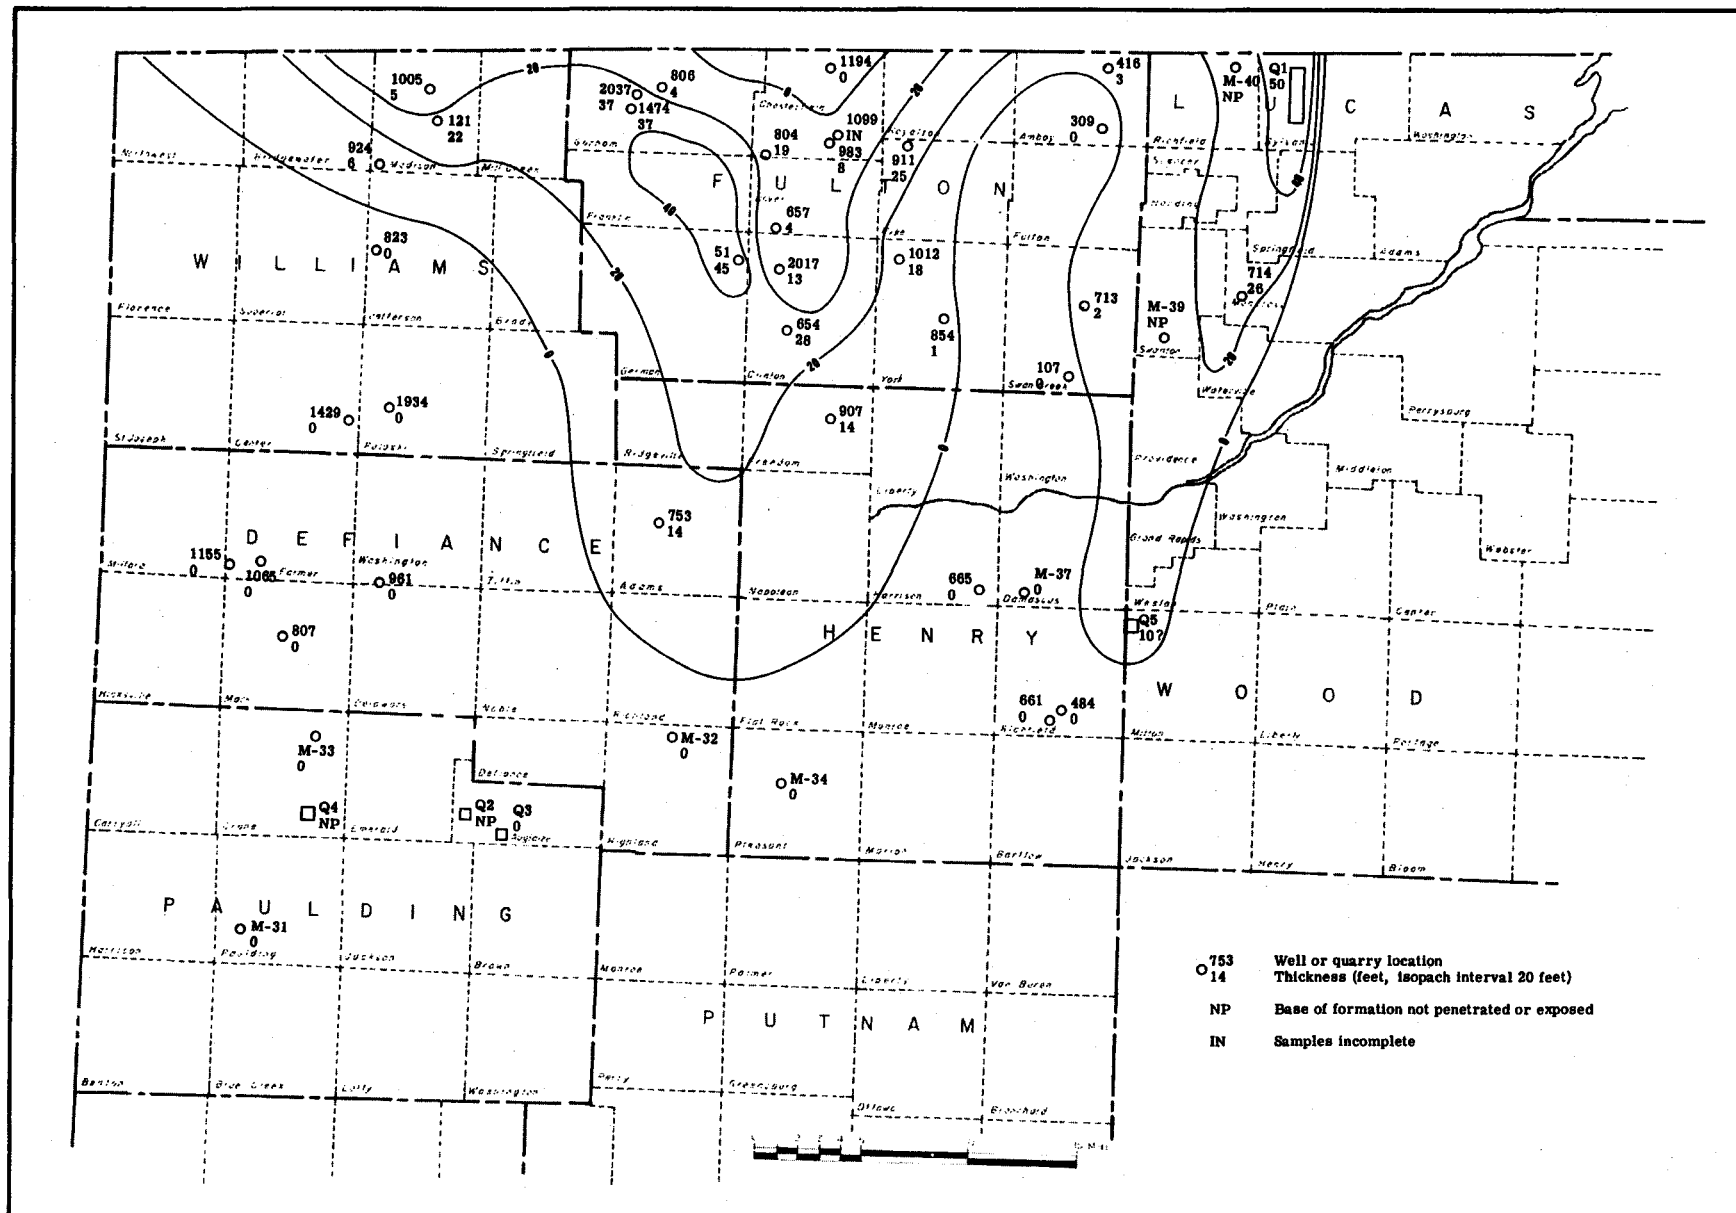 1005
5
121
22
924
6
2037
37
806
4
1474
37
1194
0
1099
IN
804
19
983
8
911
25
416
3
309
0
M-40
NP
Q1
50
L U C A S
Chesterfield
Royalton
Amboy
Richfield
Sylvania
Washington
Spencer
Northwest
Bridgewater
Madison
Mill Creek
Gorham
F U L T O N
Harding
Franklin
Dover
Pike
Fulton
Springfield
Adams
657
4
51
45
2017
13
1012
18
713
2
714
26
Monclova
M-39
NP
823
0
W I L L I A M S
Florence
Superior
Jefferson
Brady
654
28
854
1
107
0
Swanton
Waterville
German
Clinton
York
Swan Creek
Perrysburg
1429
0
1934
0
907
14
St Joseph
Center
Pulaski
Springfield
Ridgeville
Freedom
Liberty
Washington
Providence
Middleton
Washington
753
14
D E F I A N C E
1155
0
1065
0
961
0
Milford
Farmer
Washington
Tiffin
Adams
Napoleon
Harrison
Damascus
Grand Rapids
Webster
665
0
M-37
0
Weston
Plain
Center
Q5
10?
807
0
H E N R Y
W O O D
661
0
484
0
Hicksville
Mark
Delaware
Noble
Richland
Flat Rock
Monroe
Richfield
Milton
Liberty
Portage
M-33
0
M-32
0
M-34
0
Defiance
Q4
NP
Q2
NP
Q3
0
Carryall
Crane
Emerald
Auglaize
Highland
Pleasant
Marion
Bartlow
Jackson
Henry
Bloom
P A U L D I N G
M-31
0
Harrison
Paulding
Jackson
Brown
Monroe
Palmer
Liberty
Van Buren
P U T N A M
Benton
Blue Creek
Latty
Washington
Perry
Greensburg
Ottawa
Blanchard
20
0
20
40
20
20
0
0
40
20
0
753
14
Well or quarry location
Thickness (feet, isopach interval 20 feet)
NP Base of formation not penetrated or exposed
IN Samples incomplete